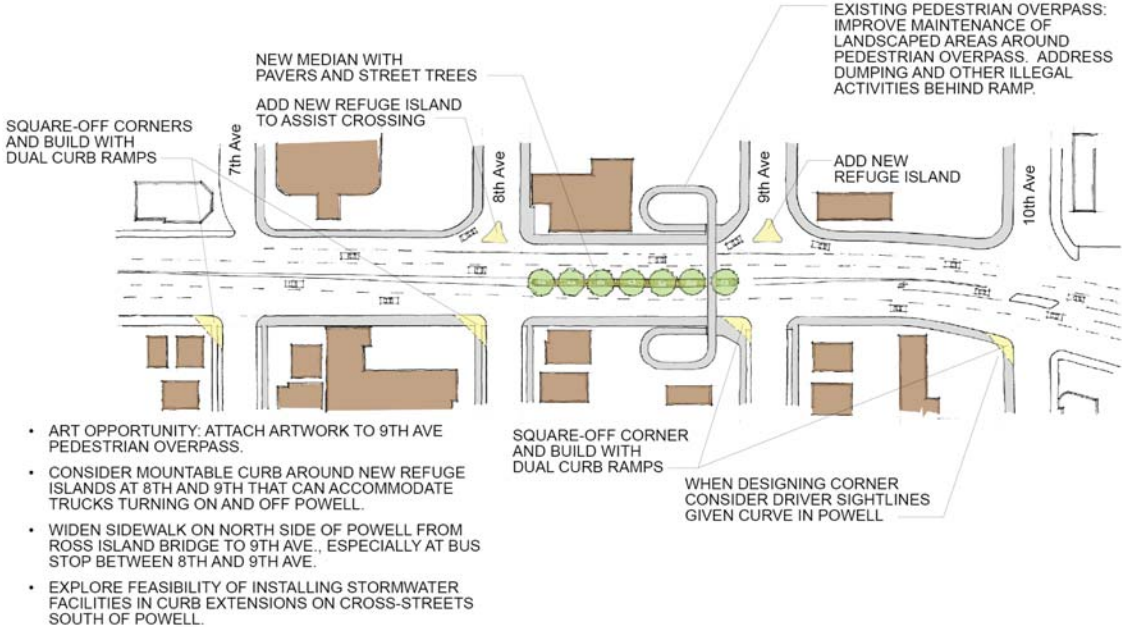 EXISTING PEDESTRIAN OVERPASS:
IMPROVE MAINTENANCE OF
LANDSCAPED AREAS AROUND
PEDESTRIAN OVERPASS. ADDRESS
DUMPING AND OTHER ILLEGAL
ACTIVITIES BEHIND RAMP.
NEW MEDIAN WITH
PAVERS AND STREET TREES
ADD NEW REFUGE ISLAND
TO ASSIST CROSSING
SQUARE-OFF CORNERS
AND BUILD WITH
DUAL CURB RAMPS
7th Ave
8th Ave
9th Ave
ADD NEW
REFUGE ISLAND
10th Ave
• ART OPPORTUNITY: ATTACH ARTWORK TO 9TH AVE
PEDESTRIAN OVERPASS.
• CONSIDER MOUNTABLE CURB AROUND NEW REFUGE
ISLANDS AT 8TH AND 9TH THAT CAN ACCOMMODATE
TRUCKS TURNING ON AND OFF POWELL.
• WIDEN SIDEWALK ON NORTH SIDE OF POWELL FROM
ROSS ISLAND BRIDGE TO 9TH AVE., ESPECIALLY AT BUS
STOP BETWEEN 8TH AND 9TH AVE.
• EXPLORE FEASIBILITY OF INSTALLING STORMWATER
FACILITIES IN CURB EXTENSIONS ON CROSS-STREETS
SOUTH OF POWELL.
SQUARE-OFF CORNER
AND BUILD WITH
DUAL CURB RAMPS
WHEN DESIGNING CORNER
CONSIDER DRIVER SIGHTLINES
GIVEN CURVE IN POWELL